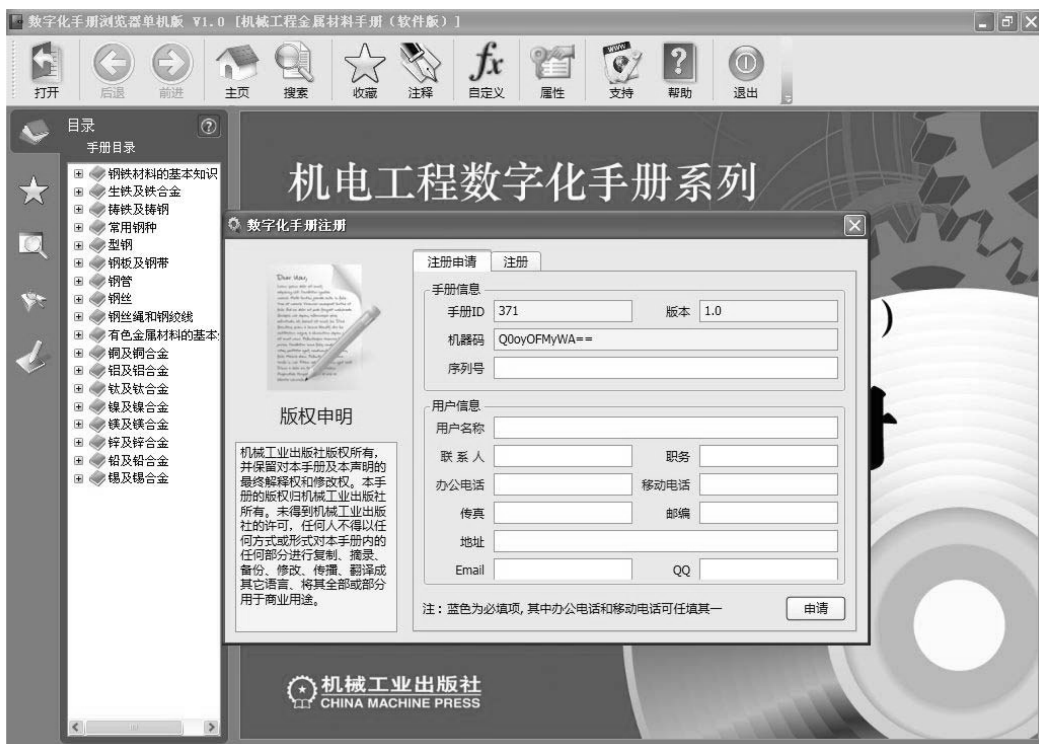 数字化手册浏览器单机版 V1.0 [机械工程金属材料手册（软件版）]
打开 后退 前进 主页 搜索 收藏 注释 自定义 属性 支持 帮助 退出
目录
手册目录
钢铁材料的基本知识
生铁及铁合金
铸铁及铸钢
常用钢种
型钢
钢板及钢带
钢管
钢丝
钢丝绳和钢绞线
有色金属材料的基本
铜及铜合金
铝及铝合金
钛及钛合金
镍及镍合金
镁及镁合金
锌及锌合金
铅及铅合金
锡及锡合金
机电工程数字化手册系列
数字化手册注册
版权申明
机械工业出版社版权所有，
并保留对本手册及本声明的
最终解释权和修改权。本手
册的版权归机械工业出版社
所有。未得到机械工业出版
社的许可，任何人不得以任
何方式或形式对本手册内的
任何部分进行复制、摘录、
备份、修改、传播、翻译成
其它语言、将其全部或部分
用于商业用途。
注册申请 注册
手册信息
手册ID 371 版本 1.0
机器码 Q0oyOFMyWA==
序列号
用户信息
用户名称
联系人 职务
办公电话 移动电话
传真 邮编
地址
Email QQ
注：蓝色为必填项, 其中办公电话和移动电话可任填其一 申请
机械工业出版社
CHINA MACHINE PRESS